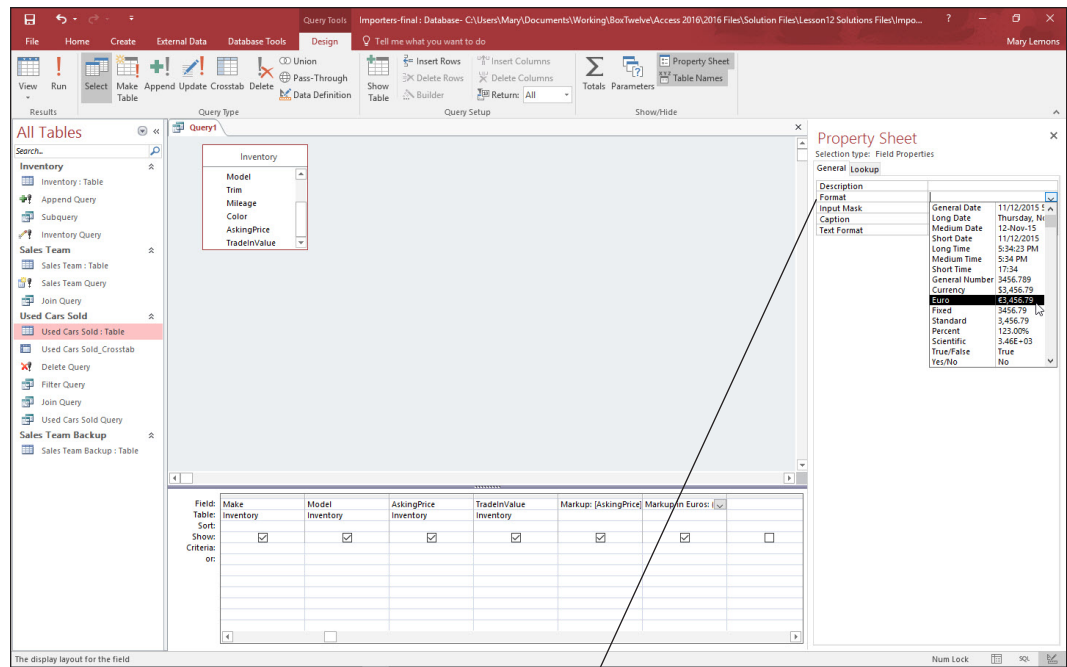 Query Tools
Importers-final : Database- C:\Users\Mary\Documents\Working\BoxTwelve\Access 2016\2016 Files\Solution Files\Lesson12 Solutions Files\Impo...
?
File Home Create External Data Database Tools Design Tell me what you want to do
Mary Lemons
View
Run
Select
Make Table
Append
Update
Crosstab
Delete
Union
Pass-Through
Data Definition
Show Table
Insert Rows
Delete Rows
Builder
Insert Columns
Delete Columns
Return: All
Totals
Parameters
Property Sheet
Table Names
Results
Query Type
Query Setup
Show/Hide
All Tables
Search...
Inventory
Inventory : Table
Append Query
Subquery
Inventory Query
Sales Team
Sales Team : Table
Sales Team Query
Join Query
Used Cars Sold
Used Cars Sold : Table
Used Cars Sold_Crosstab
Delete Query
Filter Query
Join Query
Used Cars Sold Query
Sales Team Backup
Sales Team Backup : Table
Query1
Inventory
Model
Trim
Mileage
Color
AskingPrice
TradeInValue
Field: Make Model AskingPrice TradeInValue Markup: [AskingPrice] Markup in Euros: (
Table: Inventory Inventory Inventory Inventory
Sort:
Show:
Criteria:
or:
Property Sheet
Selection type: Field Properties
General Lookup
Description
Format
Input Mask
Caption
Text Format
General Date 11/12/2015 5
Long Date Thursday, No
Medium Date 12-Nov-15
Short Date 11/12/2015
Long Time 5:34:23 PM
Medium Time 5:34 PM
Short Time 17:34
General Number 3456.789
Currency $3,456.79
Euro €3,456.79
Fixed 3456.79
Standard 3,456.79
Percent 123.00%
Scientific 3.46E+03
True/False True
Yes/No No
The display layout for the field
Num Lock
SQL